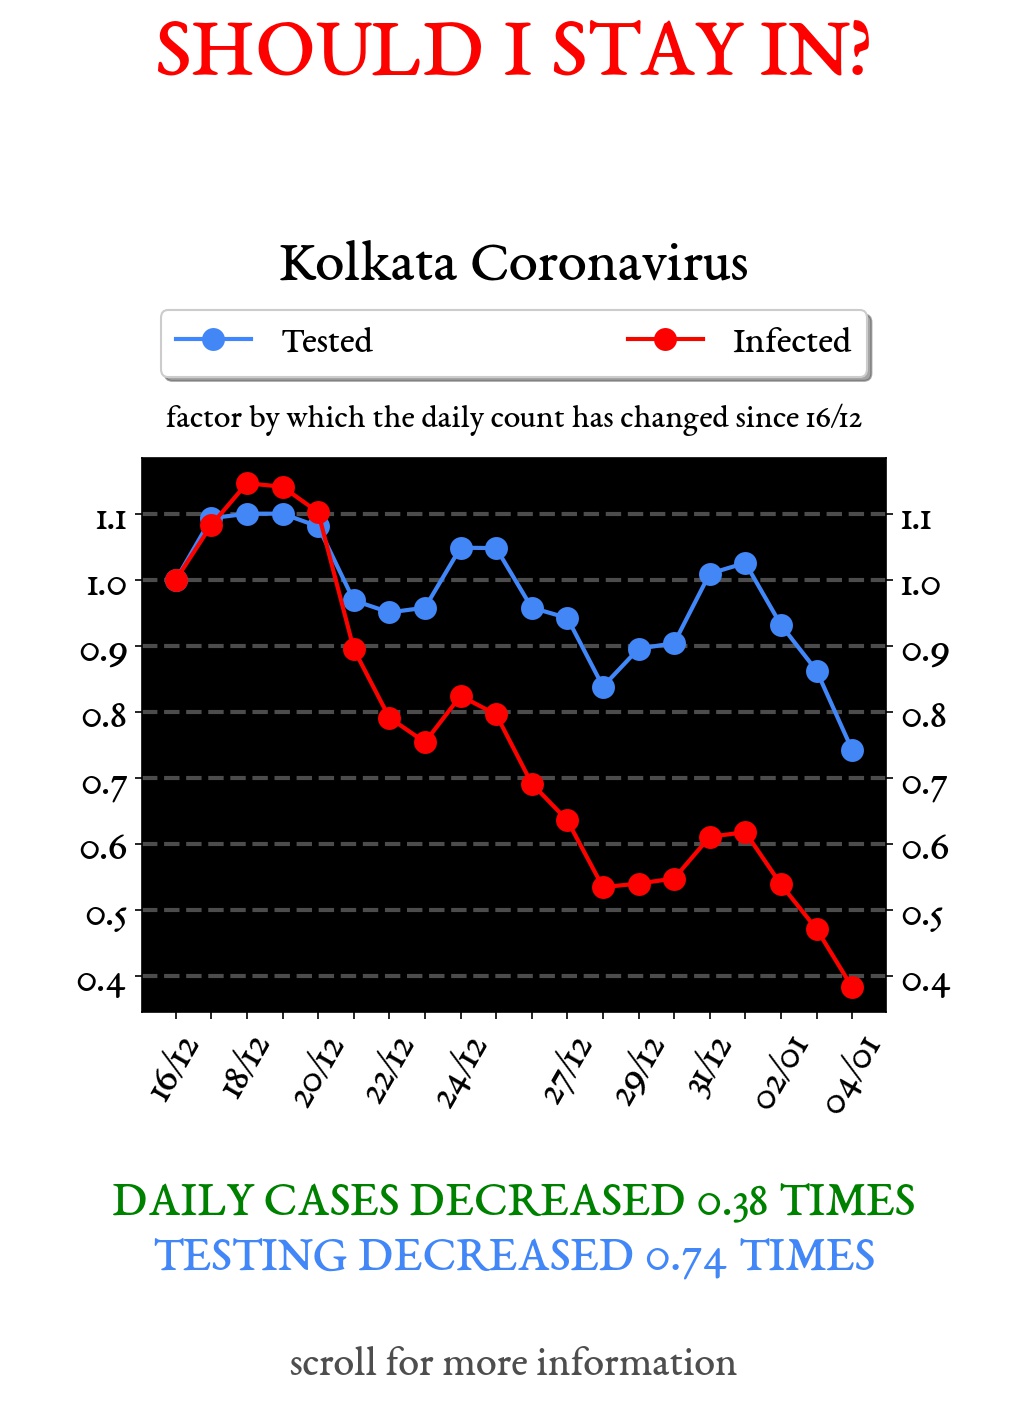 SHOULD I STAY IN?
Kolkata Coronavirus
Tested Infected
factor by which the daily count has changed since 16/12
1.1 1.1
1.0 1.0
0.9 0.9
0.8 0.8
0.7 0.7
0.6 0.6
0.5 0.5
0.4 0.4
16/12 18/12 20/12 22/12 24/12 27/12 29/12 31/12 02/01 04/01
DAILY CASES DECREASED 0.38 TIMES
TESTING DECREASED 0.74 TIMES
scroll for more information